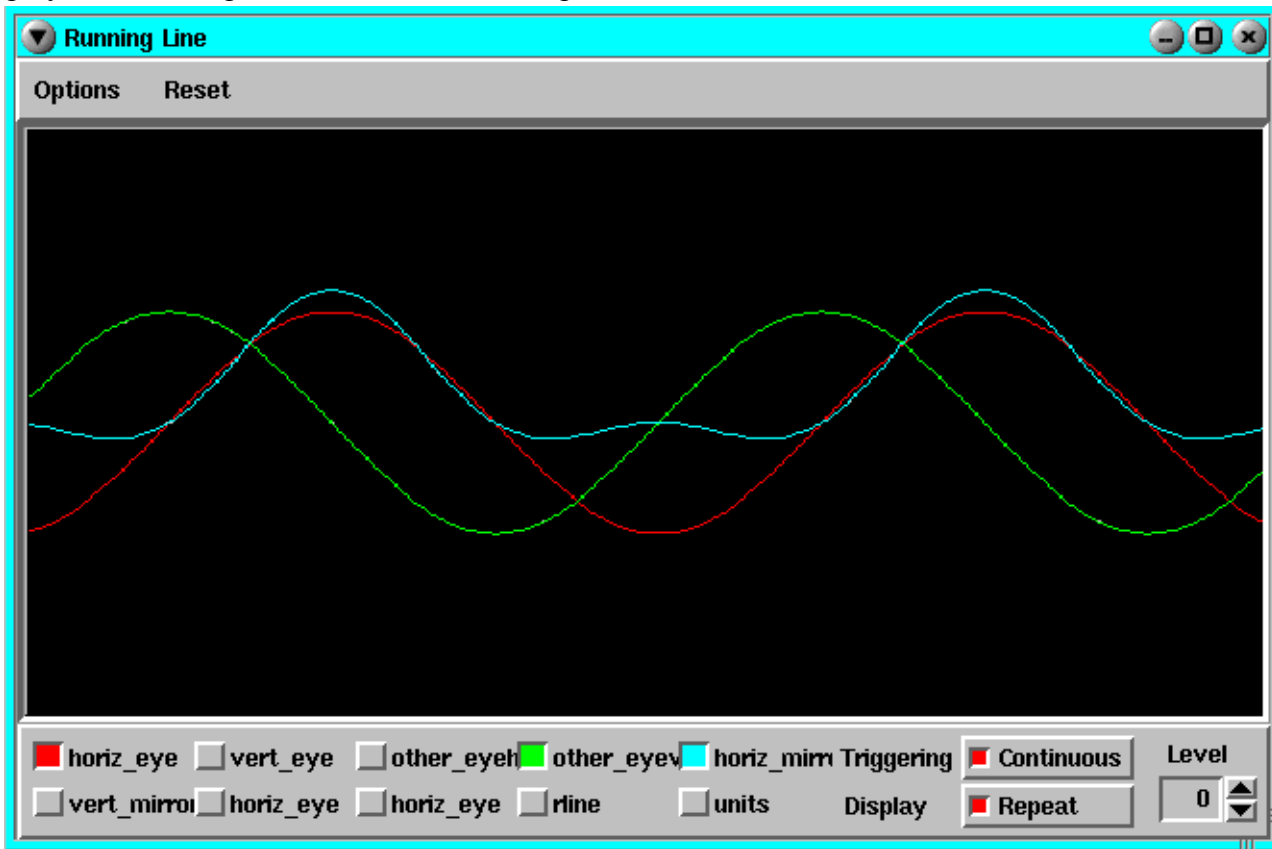 Running Line
Options Reset
horiz_eye vert_eye other_eyeh other_eyev horiz_mirr Triggering Continuous Level
vert_mirror horiz_eye horiz_eye rline units Display Repeat 0